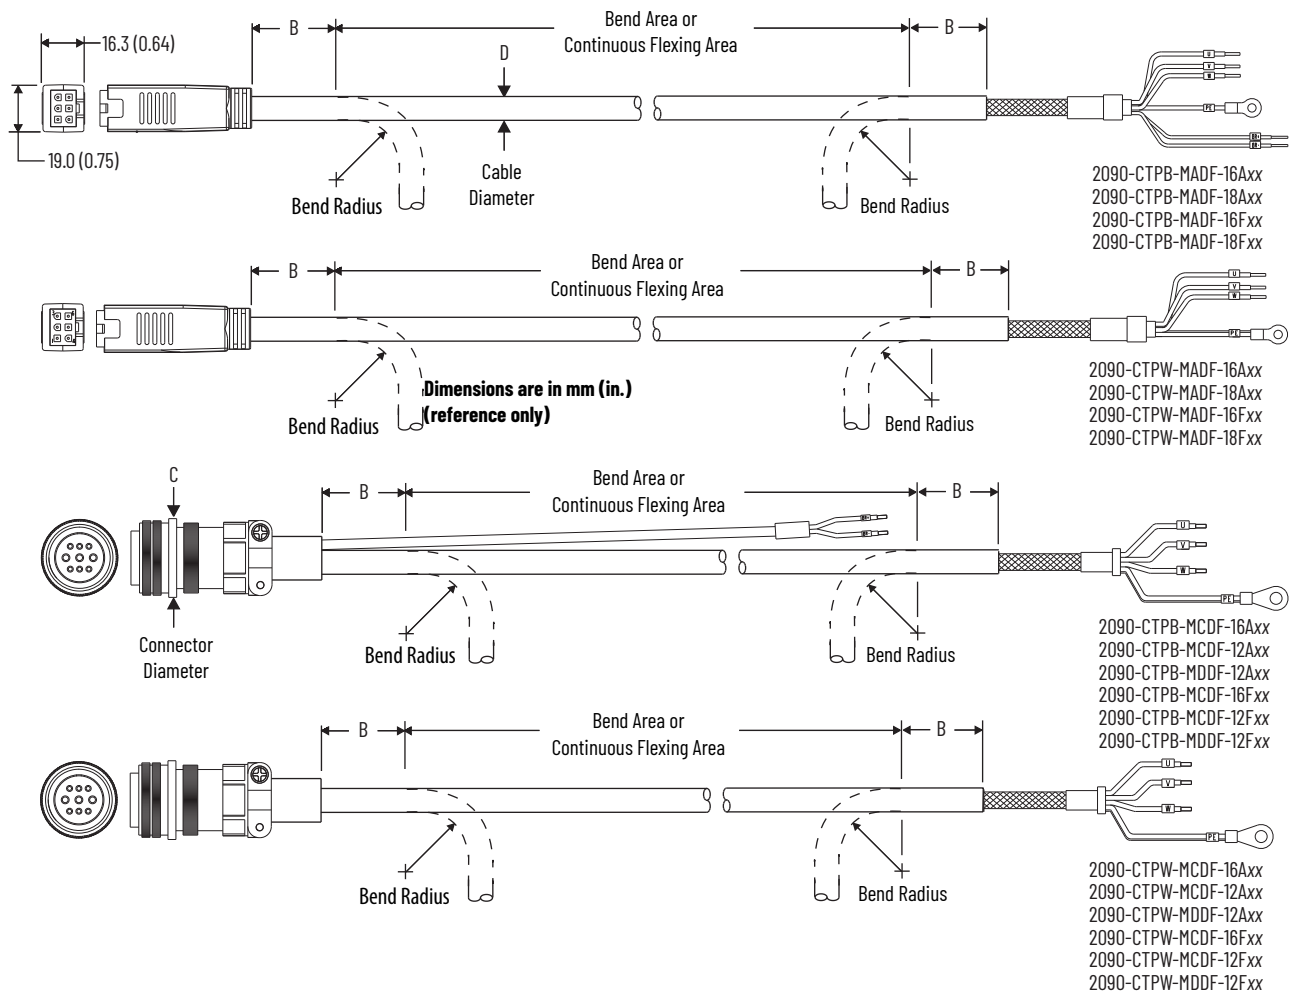 Bend Area or
Continuous Flexing Area
B
B
16.3 (0.64)
D
U
V
W
PE
19.0 (0.75)
Cable
Diameter
Bend Radius
Bend Radius
2090-CTPB-MADF-16Axx
2090-CTPB-MADF-18Axx
2090-CTPB-MADF-16Fxx
2090-CTPB-MADF-18Fxx
Bend Area or
Continuous Flexing Area
B
B
U
V
W
PE
Dimensions are in mm (in.)
(reference only)
Bend Radius
Bend Radius
2090-CTPW-MADF-16Axx
2090-CTPW-MADF-18Axx
2090-CTPW-MADF-16Fxx
2090-CTPW-MADF-18Fxx
C
Bend Area or
Continuous Flexing Area
B
B
U
V
W
PE
Connector
Diameter
Bend Radius
Bend Radius
2090-CTPB-MCDF-16Axx
2090-CTPB-MCDF-12Axx
2090-CTPB-MDDF-12Axx
2090-CTPB-MCDF-16Fxx
2090-CTPB-MCDF-12Fxx
2090-CTPB-MDDF-12Fxx
Bend Area or
Continuous Flexing Area
B
B
U
V
W
PE
Bend Radius
Bend Radius
2090-CTPW-MCDF-16Axx
2090-CTPW-MCDF-12Axx
2090-CTPW-MDDF-12Axx
2090-CTPW-MCDF-16Fxx
2090-CTPW-MCDF-12Fxx
2090-CTPW-MDDF-12Fxx